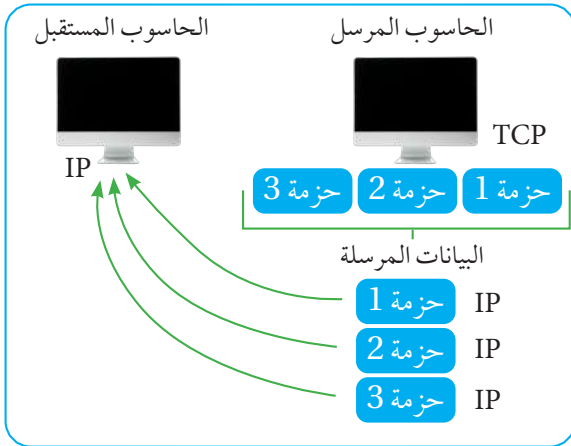 الحاسوب المرسل
الحاسوب المستقبل
TCP
IP
حزمة 1
حزمة 2
حزمة 3
البيانات المرسلة
حزمة 1 IP
حزمة 2 IP
حزمة 3 IP